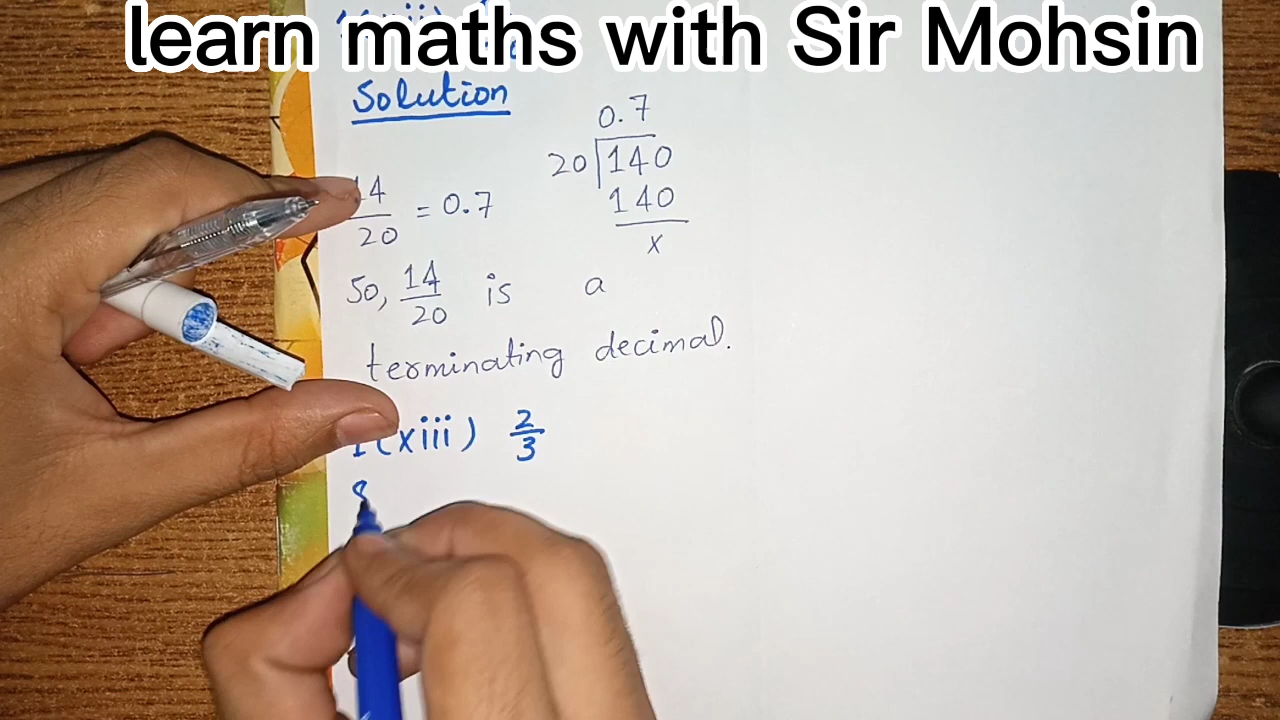 learn maths with Sir Mohsin
Solution
14/20 = 0.7
0.7
20 140
140
x
So, 14/20 is a
terminating decimal.
1(xiii) 2/3
S